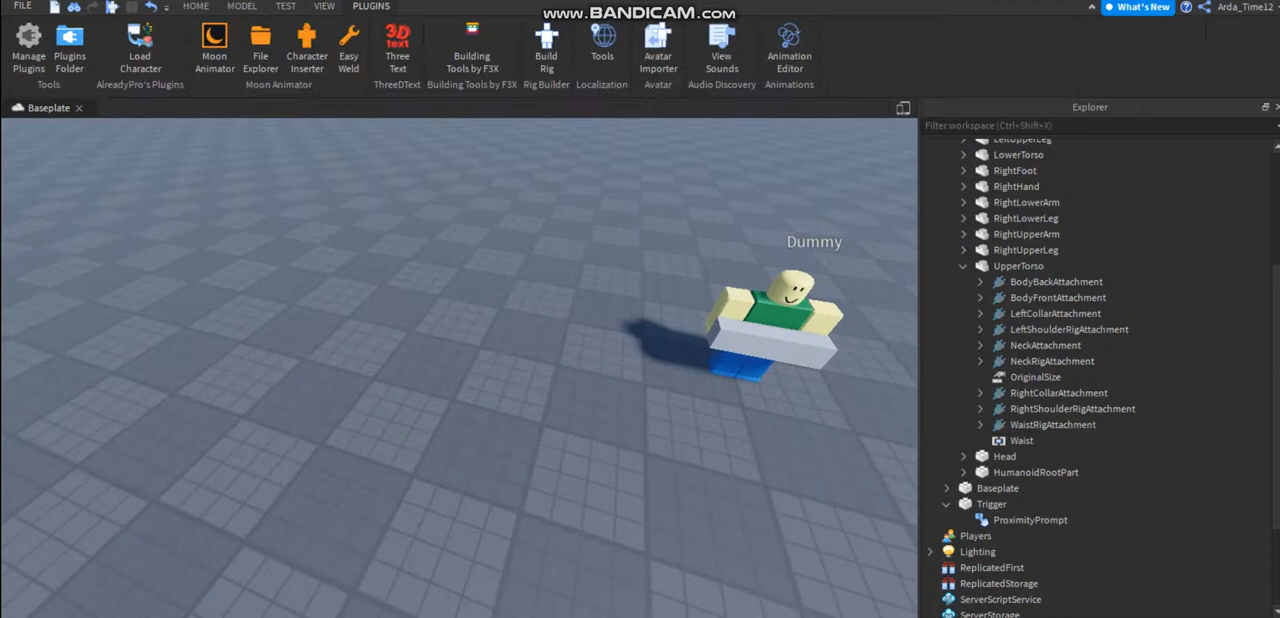 FILE HOME MODEL TEST VIEW PLUGINS www.BANDICAM.com What's New Arda_Time12
Manage Plugins
Plugins Folder
Load Character
Moon Animator
File Explorer
Character Inserter
Easy Weld
Three Text
3D text
Building Tools by F3X
Build Rig
Tools
Avatar Importer
View Sounds
Animation Editor
Tools AlreadyPro's Plugins Moon Animator ThreeDText Building Tools by F3X Rig Builder Localization Avatar Audio Discovery Animations
Baseplate
Explorer
Filter workspace (Ctrl+Shift+X)
LeftUpperLeg
LowerTorso
RightFoot
RightHand
RightLowerArm
RightLowerLeg
RightUpperArm
RightUpperLeg
UpperTorso
BodyBackAttachment
BodyFrontAttachment
LeftCollarAttachment
LeftShoulderRigAttachment
NeckAttachment
NeckRigAttachment
OriginalSize
RightCollarAttachment
RightShoulderRigAttachment
WaistRigAttachment
Waist
Head
HumanoidRootPart
Baseplate
Trigger
ProximityPrompt
Players
Lighting
ReplicatedFirst
ReplicatedStorage
ServerScriptService
ServerStorage
Dummy